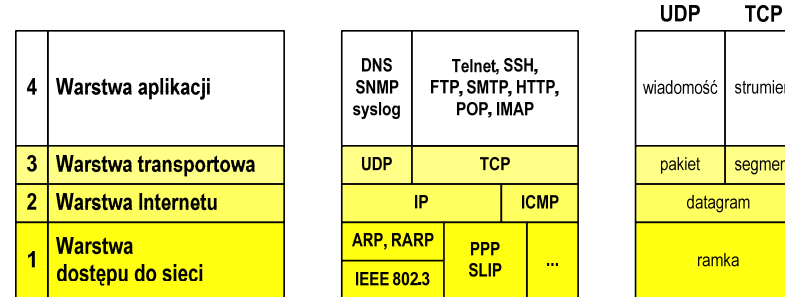 UDP TCP
4 Warstwa aplikacji
DNS
SNMP
syslog
Telnet, SSH,
FTP, SMTP, HTTP,
POP, IMAP
wiadomość
3 Warstwa transportowa
UDP TCP
pakiet
2 Warstwa Internetu
IP ICMP
datagram
1 Warstwa
dostępu do sieci
ARP, RARP
IEEE 802.3
PPP
SLIP
...
ramka